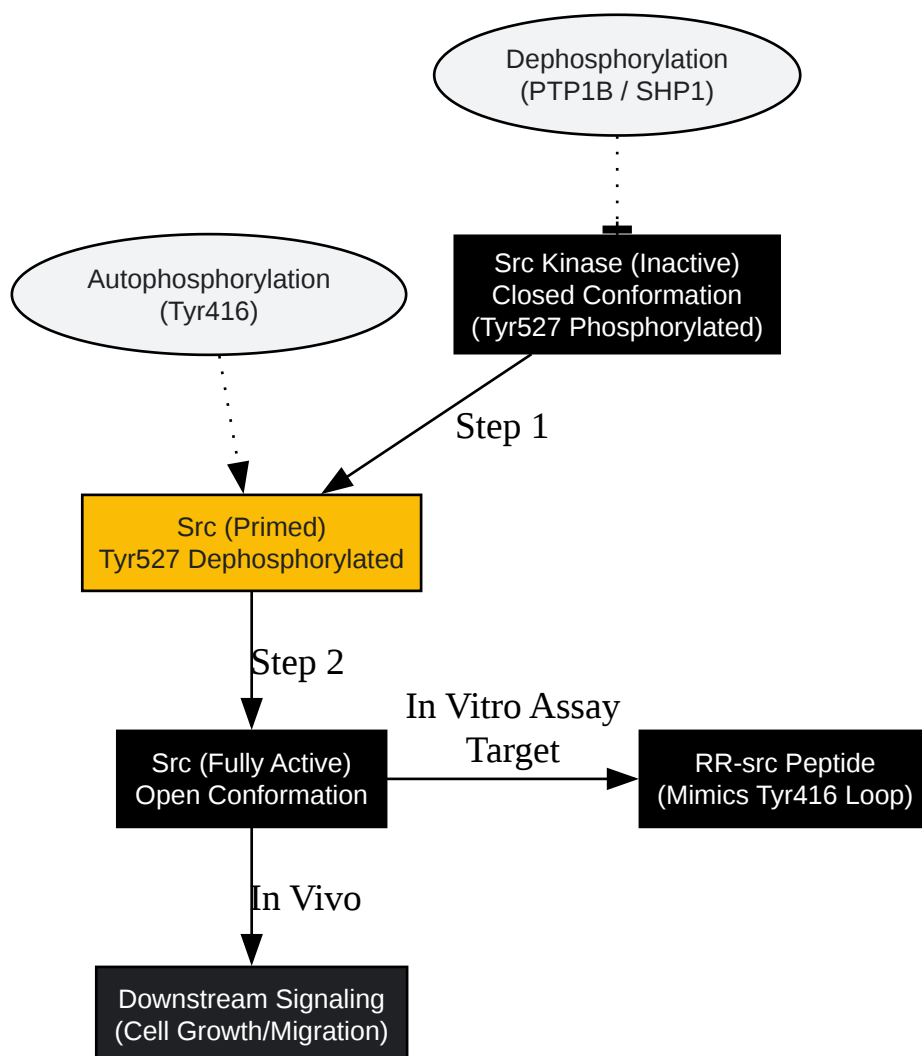 Dephosphorylation
(PTP1B / SHP1)
Autophosphorylation
(Tyr416)
Src Kinase (Inactive)
Closed Conformation
(Tyr527 Phosphorylated)
Step 1
Src (Primed)
Tyr527 Dephosphorylated
Step 2
In Vitro Assay
Target
Src (Fully Active)
Open Conformation
RR-src Peptide
(Mimics Tyr416 Loop)
In Vivo
Downstream Signaling
(Cell Growth/Migration)